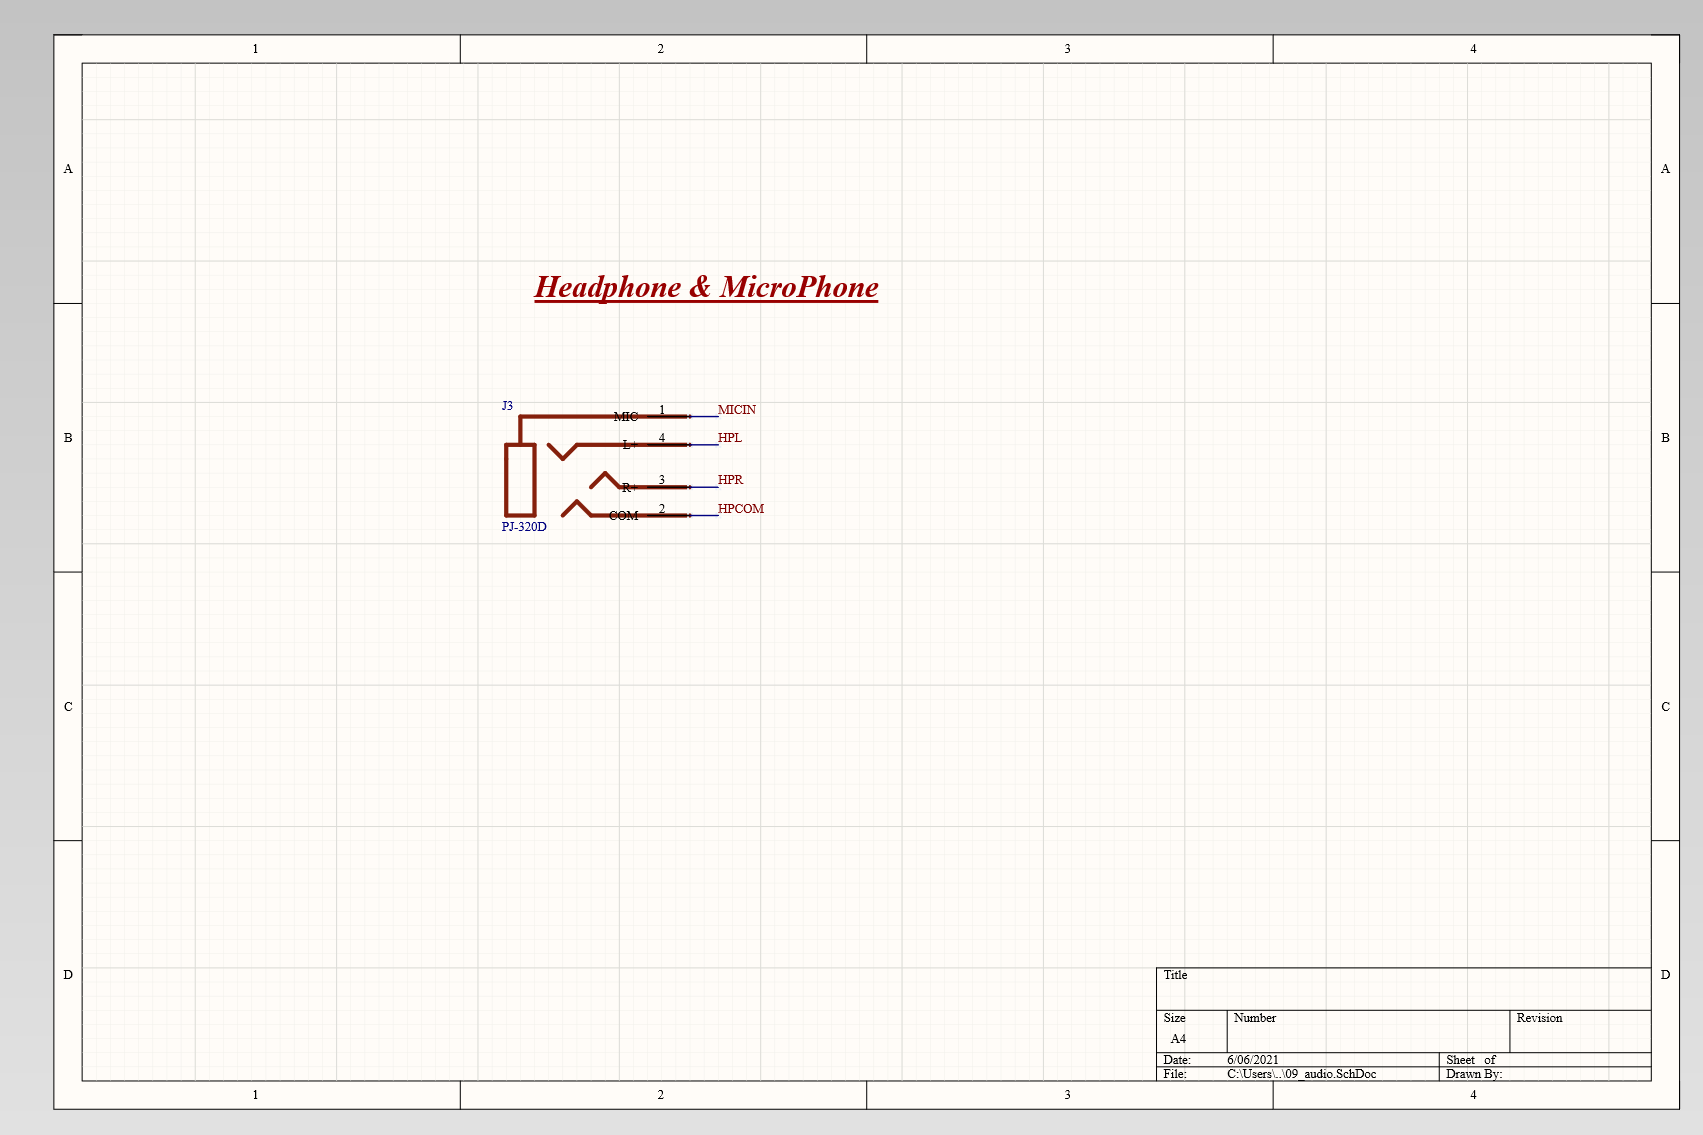 1 2 3 4
A A
Headphone & MicroPhone
J3
MIC 1 MICIN
B B
L+ 4 HPL
R+ 3 HPR
COM 2 HPCOM
PJ-320D
C C
D D
Title
Size Number Revision
A4
Date: 6/06/2021 Sheet of
File: C:\Users\..\09_audio.SchDoc Drawn By:
1 2 3 4